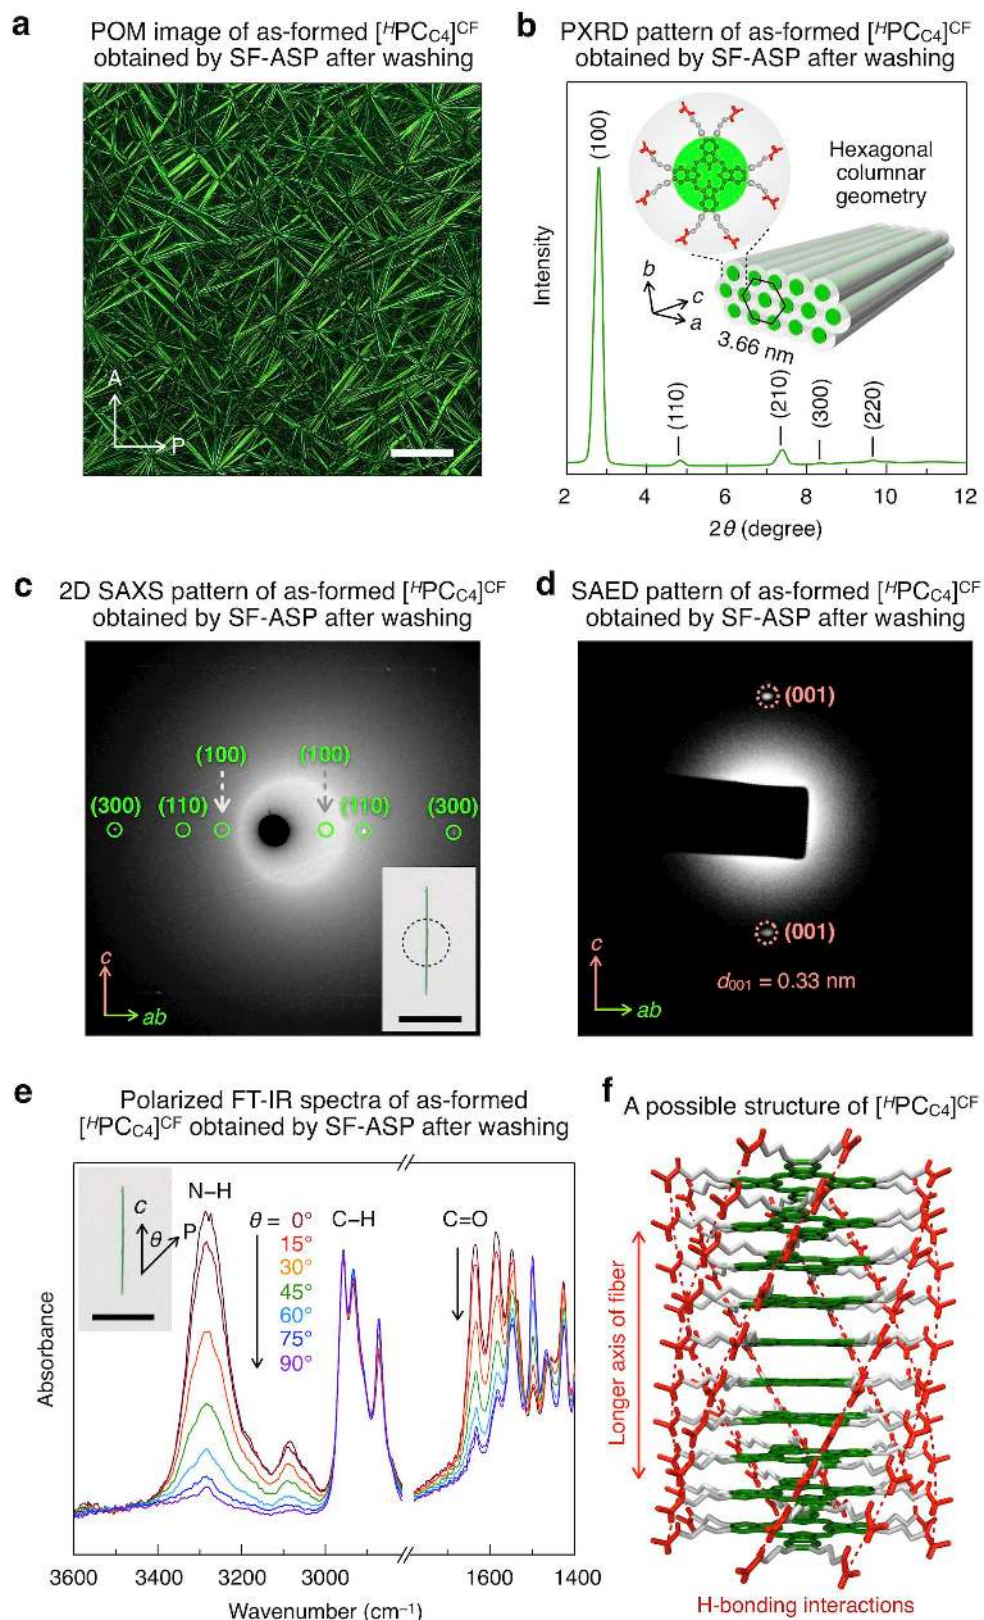 a
POM image of as-formed [ᴴPC_C4]^CF
obtained by SF-ASP after washing
A
P
b
PXRD pattern of as-formed [ᴴPC_C4]^CF
obtained by SF-ASP after washing
(100)
Hexagonal
columnar
geometry
b
c
a
3.66 nm
(110)
(210)
(300)
(220)
Intensity
2 4 6 8 10 12
2θ (degree)
c
2D SAXS pattern of as-formed [ᴴPC_C4]^CF
obtained by SF-ASP after washing
(100) (100)
(300) (110) (110) (300)
c
ab
d
SAED pattern of as-formed [ᴴPC_C4]^CF
obtained by SF-ASP after washing
(001)
(001)
d001 = 0.33 nm
c
ab
e
Polarized FT-IR spectra of as-formed
[ᴴPC_C4]^CF obtained by SF-ASP after washing
c
θ
P
N–H
θ = 0°
15°
30°
45°
60°
75°
90°
C–H
C=O
Absorbance
3600 3400 3200 3000 1600 1400
Wavenumber (cm⁻¹)
f
A possible structure of [ᴴPC_C4]^CF
Longer axis of fiber
H-bonding interactions